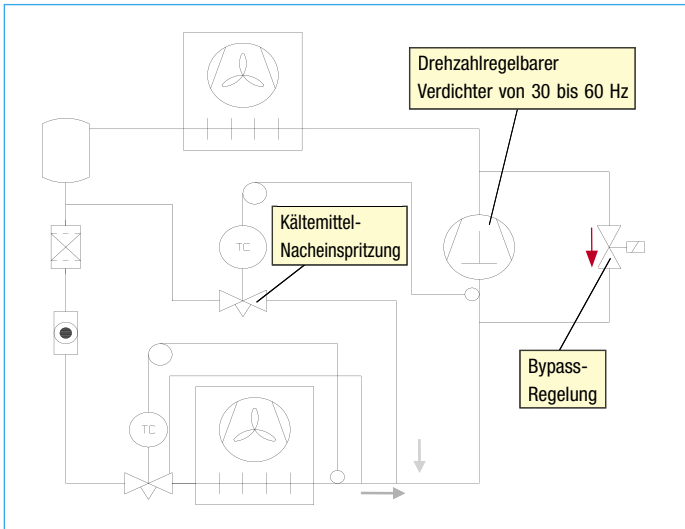 Drehzahlregelbarer
Verdichter von 30 bis 60 Hz
Kältemittel-
Nacheinspritzung
TC
Bypass-
Regelung
TC